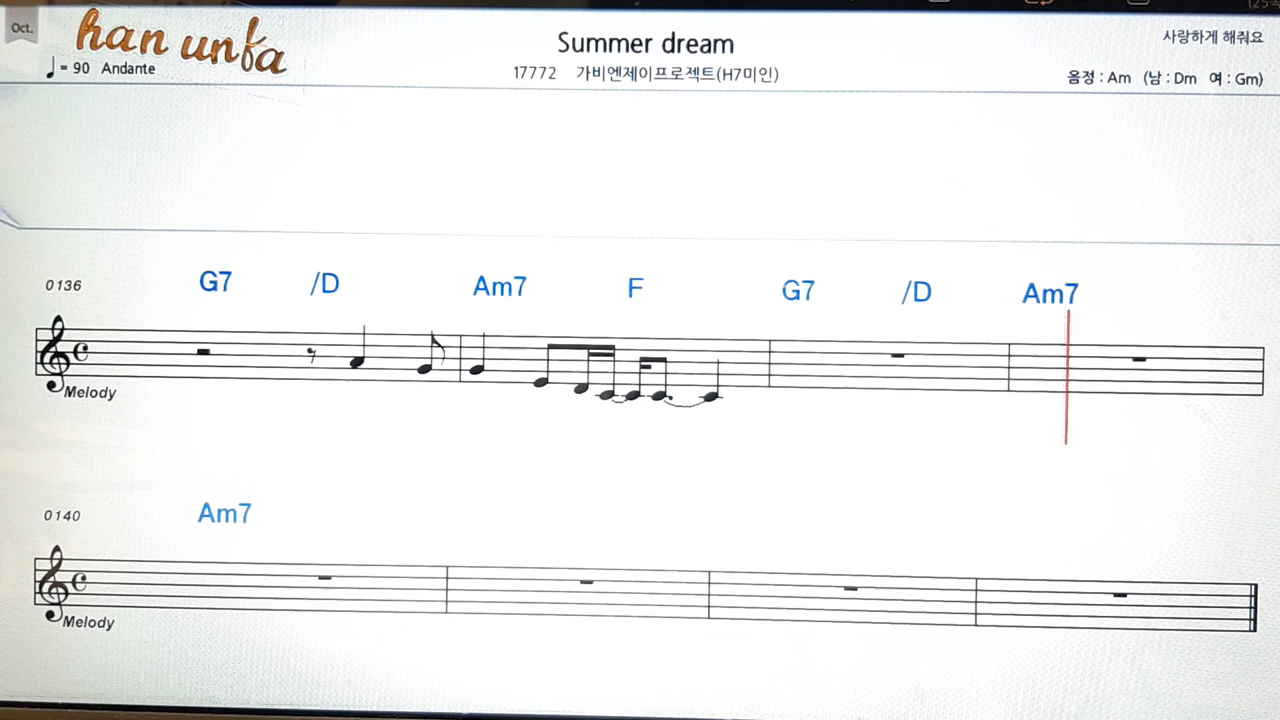 Oct.
han unfa
Summer dream
사랑하게 해줘요
♩= 90 Andante
17772 가비엔제이프로젝트(H7미인)
음정 : Am (남 : Dm 여 : Gm)
0136 G7 /D Am7 F G7 /D Am7
Melody
0140 Am7
Melody